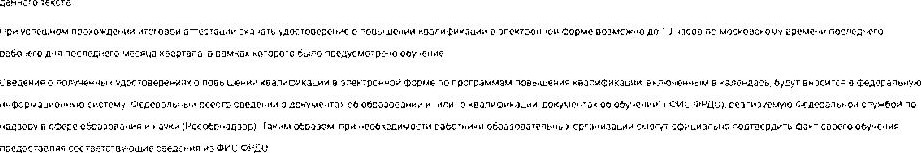 данного текста.
При успешном прохождении итоговой аттестации скачать удостоверение о повышении квалификации в электронной форме возможно до часов по московскому времени последнего
рабочего дня последнего месяца квартала, в рамках которого было предусмотрено обучение.
Сведения о полученных удостоверениях о повышении квалификации в электронной форме по программам повышения квалификации, включенным в календарь, будут вносится в Федеральную
информационную систему «Федеральный реестр сведений о документах об образовании и (или) о квалификации, документах об обучении» (ФИС ФРДО), реализуемую Федеральной службой по
надзору в сфере образования и науки (Рособрнадзор). Таким образом, при необходимости работники образовательных организаций смогут официально подтвердить факт своего обучения,
предоставляя соответствующие сведения из ФИС ФРДО.